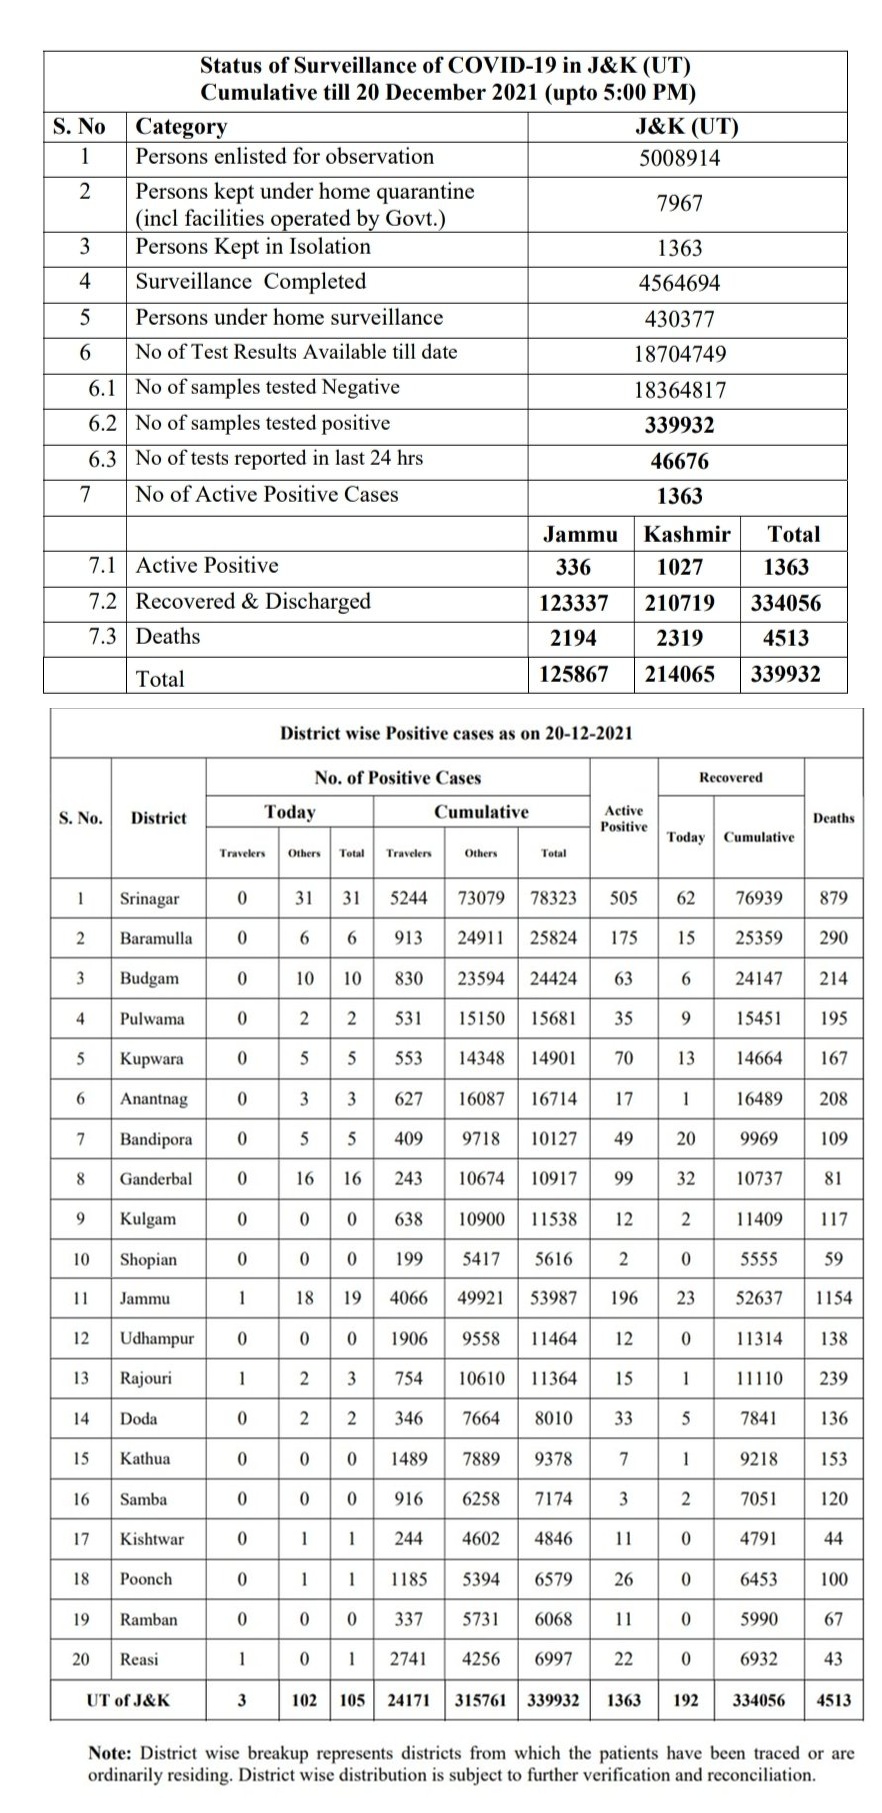 Status of Surveillance of COVID-19 in J&K (UT)
Cumulative till 20 December 2021 (upto 5:00 PM)
S. No Category J&K (UT)
1 Persons enlisted for observation 5008914
2 Persons kept under home quarantine
(incl facilities operated by Govt.) 7967
3 Persons Kept in Isolation 1363
4 Surveillance Completed 4564694
5 Persons under home surveillance 430377
6 No of Test Results Available till date 18704749
6.1 No of samples tested Negative 18364817
6.2 No of samples tested positive 339932
6.3 No of tests reported in last 24 hrs 46676
7 No of Active Positive Cases 1363
Jammu Kashmir Total
7.1 Active Positive 336 1027 1363
7.2 Recovered & Discharged 123337 210719 334056
7.3 Deaths 2194 2319 4513
Total 125867 214065 339932
District wise Positive cases as on 20-12-2021
No. of Positive Cases Recovered
S. No. District Today Cumulative Active
Positive Today Cumulative Deaths
Travelers Others Total Travelers Others Total
1 Srinagar 0 31 31 5244 73079 78323 505 62 76939 879
2 Baramulla 0 6 6 913 24911 25824 175 15 25359 290
3 Budgam 0 10 10 830 23594 24424 63 6 24147 214
4 Pulwama 0 2 2 531 15150 15681 35 9 15451 195
5 Kupwara 0 5 5 553 14348 14901 70 13 14664 167
6 Anantnag 0 3 3 627 16087 16714 17 1 16489 208
7 Bandipora 0 5 5 409 9718 10127 49 20 9969 109
8 Ganderbal 0 16 16 243 10674 10917 99 32 10737 81
9 Kulgam 0 0 0 638 10900 11538 12 2 11409 117
10 Shopian 0 0 0 199 5417 5616 2 0 5555 59
11 Jammu 1 18 19 4066 49921 53987 196 23 52637 1154
12 Udhampur 0 0 0 1906 9558 11464 12 0 11314 138
13 Rajouri 1 2 3 754 10610 11364 15 1 11110 239
14 Doda 0 2 2 346 7664 8010 33 5 7841 136
15 Kathua 0 0 0 1489 7889 9378 7 1 9218 153
16 Samba 0 0 0 916 6258 7174 3 2 7051 120
17 Kishtwar 0 1 1 244 4602 4846 11 0 4791 44
18 Poonch 0 1 1 1185 5394 6579 26 0 6453 100
19 Ramban 0 0 0 337 5731 6068 11 0 5990 67
20 Reasi 1 0 1 2741 4256 6997 22 0 6932 43
UT of J&K 3 102 105 24171 315761 339932 1363 192 334056 4513
Note: District wise breakup represents districts from which the patients have been traced or are
ordinarily residing. District wise distribution is subject to further verification and reconciliation.